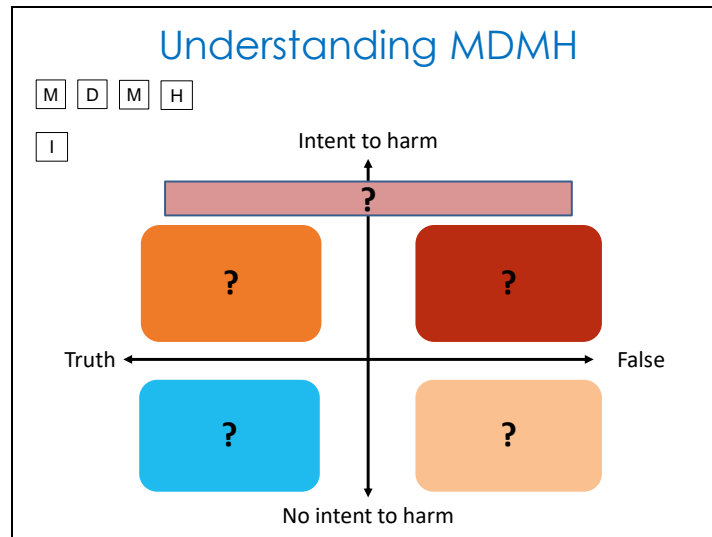 Understanding MDMH
M D M H
I
Intent to harm
?
? ?
Truth False
? ?
No intent to harm